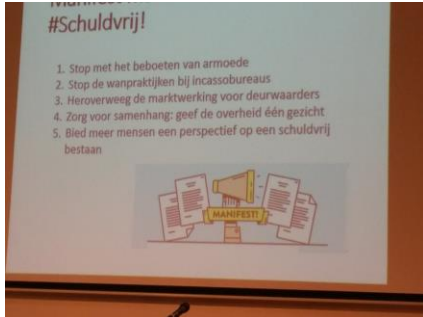 #Schuldvrij!
1. Stop met het beboeten van armoede
2. Stop de wanpraktijken bij incassobureaus
3. Heroverweeg de marktwerking voor deurwaarders
4. Zorg voor samenhang: geef de overheid één gezicht
5. Bied meer mensen een perspectief op een schuldvrij
bestaan
MANIFEST!